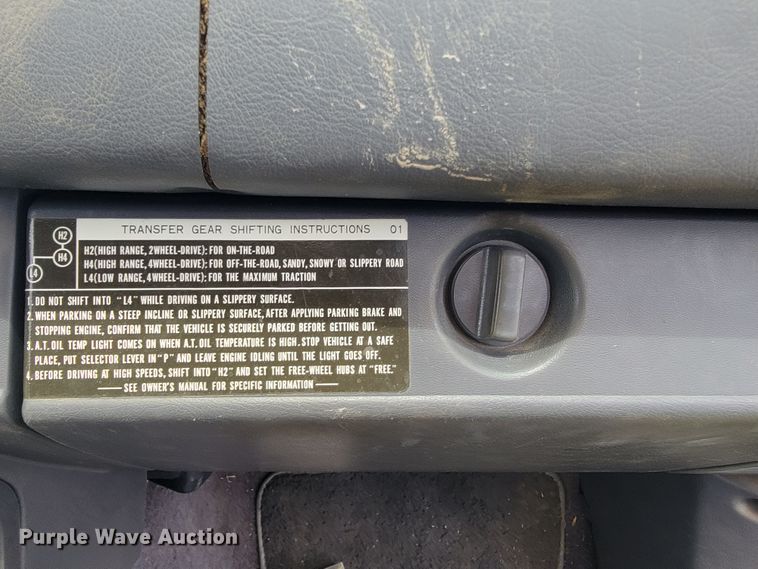 TRANSFER GEAR SHIFTING INSTRUCTIONS 01
H2
H4
L4
H2(HIGH RANGE, 2WHEEL-DRIVE): FOR ON-THE-ROAD
H4(HIGH RANGE, 4WHEEL-DRIVE): FOR OFF-THE-ROAD, SANDY, SNOWY OR SLIPPERY ROAD
L4(LOW RANGE, 4WHEEL-DRIVE): FOR THE MAXIMUM TRACTION
1. DO NOT SHIFT INTO "L4" WHILE DRIVING ON A SLIPPERY SURFACE.
2. WHEN PARKING ON A STEEP INCLINE OR SLIPPERY SURFACE, AFTER APPLYING PARKING BRAKE AND
STOPPING ENGINE, CONFIRM THAT THE VEHICLE IS SECURELY PARKED BEFORE GETTING OUT.
3. A.T. OIL TEMP LIGHT COMES ON WHEN A.T. OIL TEMPERATURE IS HIGH. STOP VEHICLE AT A SAFE
PLACE, PUT SELECTOR LEVER IN "P" AND LEAVE ENGINE IDLING UNTIL THE LIGHT GOES OFF.
4. BEFORE DRIVING AT HIGH SPEEDS, SHIFT INTO "H2" AND SET THE FREE-WHEEL HUBS AT "FREE."
— SEE OWNER'S MANUAL FOR SPECIFIC INFORMATION —
Purple Wave Auction